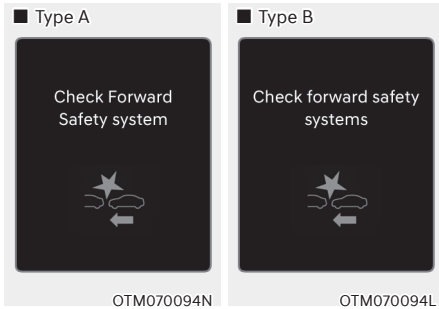 ■ Type A
Check Forward
Safety system
OTM070094N
■ Type B
Check forward safety
systems
OTM070094L